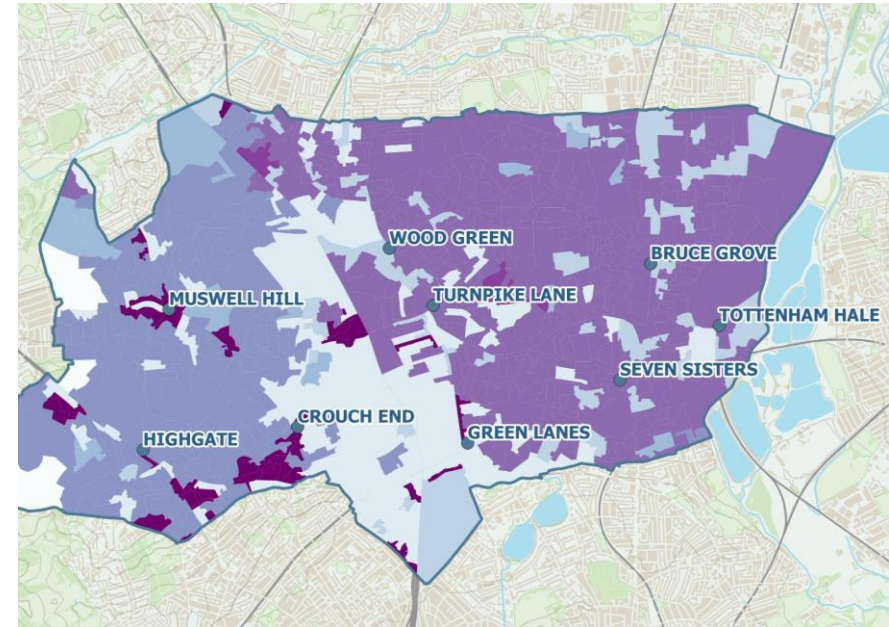 WOOD GREEN
BRUCE GROVE
MUSWELL HILL
TURNPIKE LANE
TOTTENHAM HALE
SEVEN SISTERS
CROUCH END
HIGHGATE
GREEN LANES